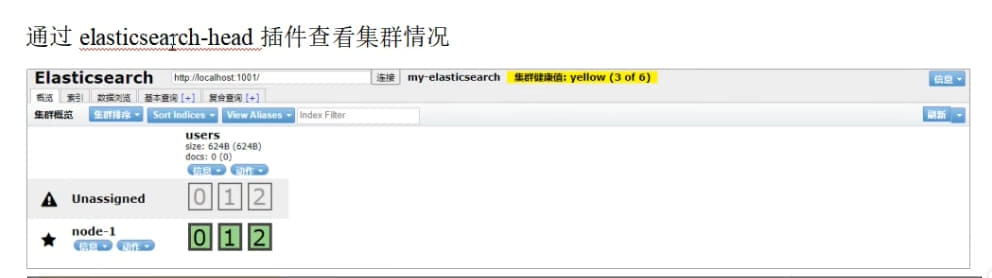 通过 elasticsearch-head 插件查看集群情况
Elasticsearch http://localhost:1001/ 连接 my-elasticsearch 集群健康值: yellow (3 of 6) 信息
概览 索引 数据浏览 基本查询 [+] 复合查询 [+]
集群概览 集群排序 Sort Indices View Aliases Index Filter 刷新
users
size: 624B (624B)
docs: 0 (0)
信息 动作
Unassigned 0 1 2
node-1 0 1 2
信息 动作